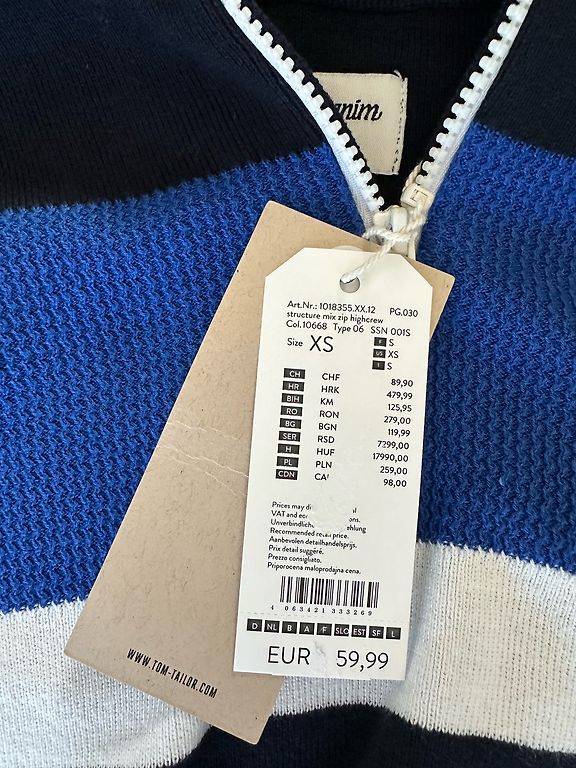 Art.Nr.: 1018355.XX.12 PG.030
structure mix zip highcrew
Col.10668 Type 06 SSN 001S
Size XS
F S
US XS
I S
CH CHF 89,90
HR HRK 479,99
BIH KM 125,95
RO RON 279,00
BG BGN 119,99
SER RSD 7299,00
H HUF 17990,00
PL PLN 259,00
CDN 98,00
Prices may
VAT and
Recommended price.
Aanbevolen detailhandelsprijs.
Prix detail suggéré.
Prezzo consigliato.
Priporocena maloprodajna cena.
4 063421 333269
D NL B A F SLO EST SF L
EUR 59,99
WWW.TOM-TAILOR.COM